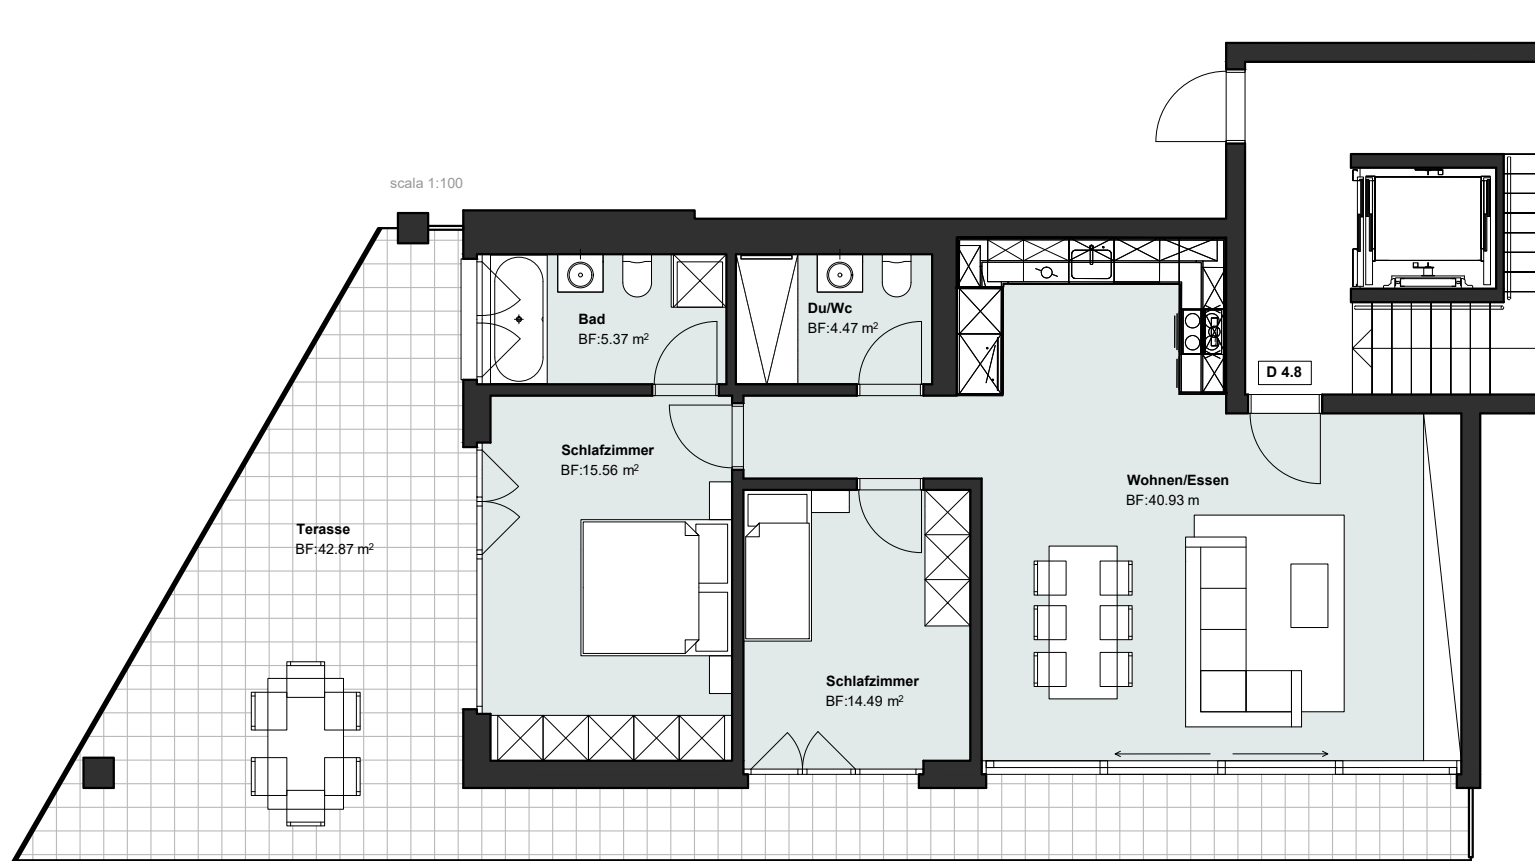 scala 1:100
Bad
BF:5.37 m²
Du/Wc
BF:4.47 m²
D 4.8
Schlafzimmer
BF:15.56 m²
Wohnen/Essen
BF:40.93 m
Terasse
BF:42.87 m²
Schlafzimmer
BF:14.49 m²